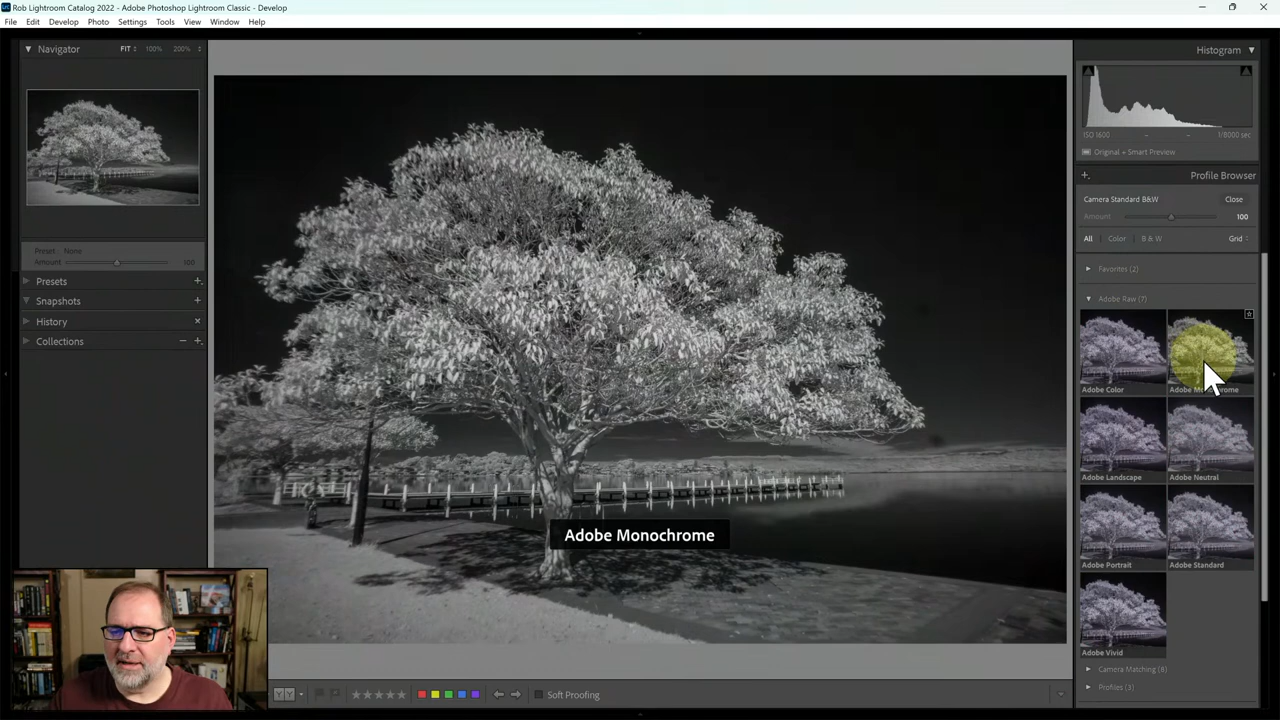 Rob Lightroom Catalog 2022 - Adobe Photoshop Lightroom Classic - Develop
File Edit Develop Photo Settings Tools View Window Help
Navigator FIT 100% 200%
Preset: None
Amount 100
Presets
Snapshots
History
Collections
Adobe Monochrome
Soft Proofing
Histogram
ISO 1600 1/8000 sec
Original + Smart Preview
Profile Browser
Camera Standard B&W Close
Amount 100
All Color B & W Grid
Favorites (2)
Adobe Raw (7)
Adobe Color Adobe Monochrome
Adobe Landscape Adobe Neutral
Adobe Portrait Adobe Standard
Adobe Vivid
Camera Matching (6)
Profiles (3)